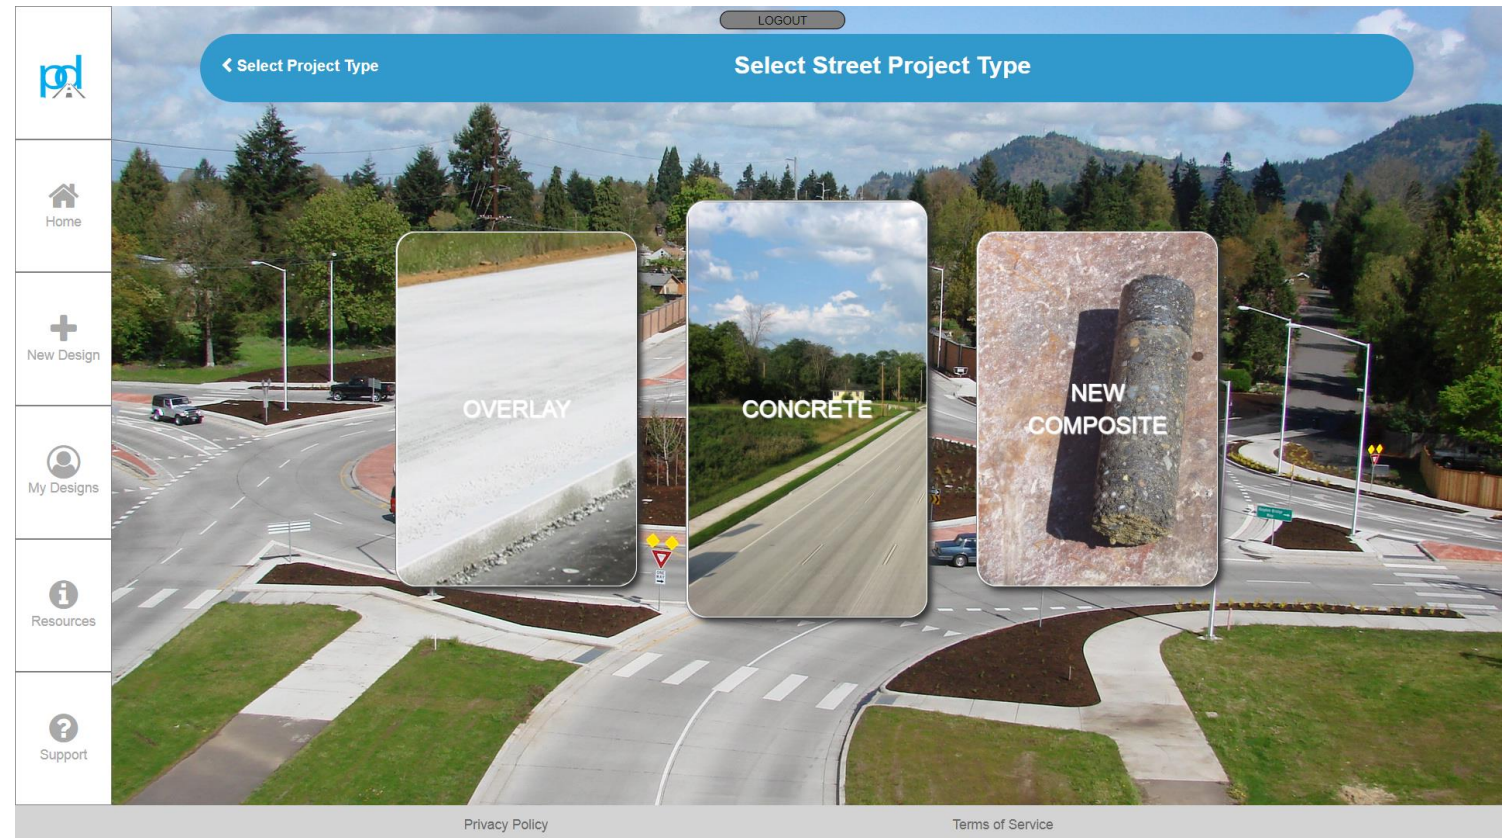 LOGOUT
pd
Select Project Type
Select Street Project Type
Home
New Design
My Designs
Resources
Support
OVERLAY
CONCRETE
NEW
COMPOSITE
Privacy Policy
Terms of Service